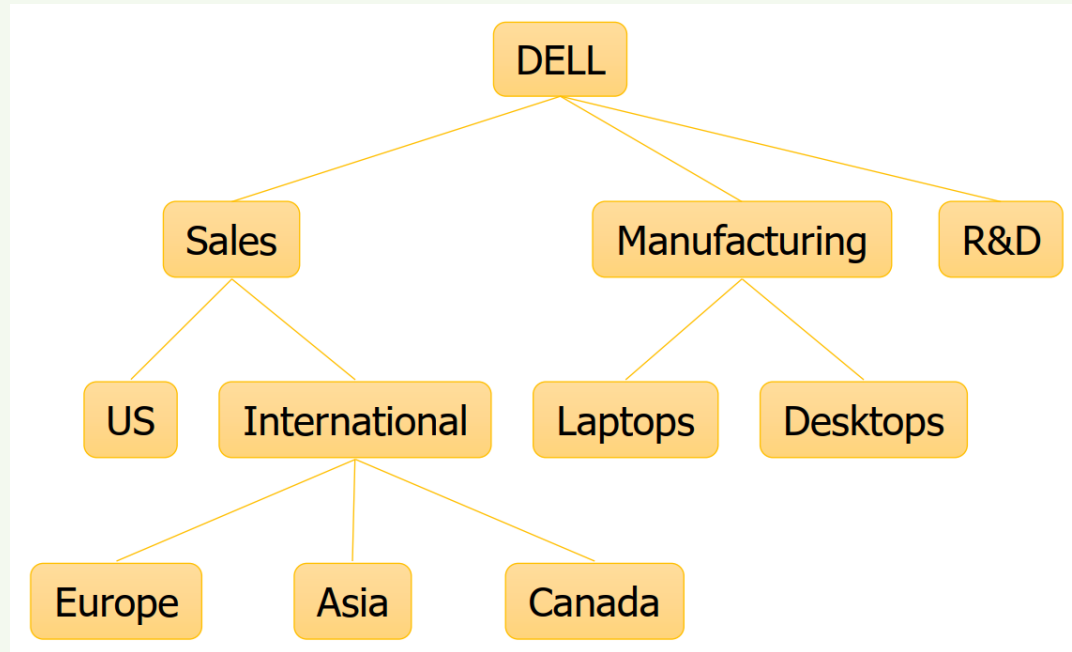 DELL
Sales
Manufacturing
R&D
US
International
Laptops
Desktops
Europe
Asia
Canada